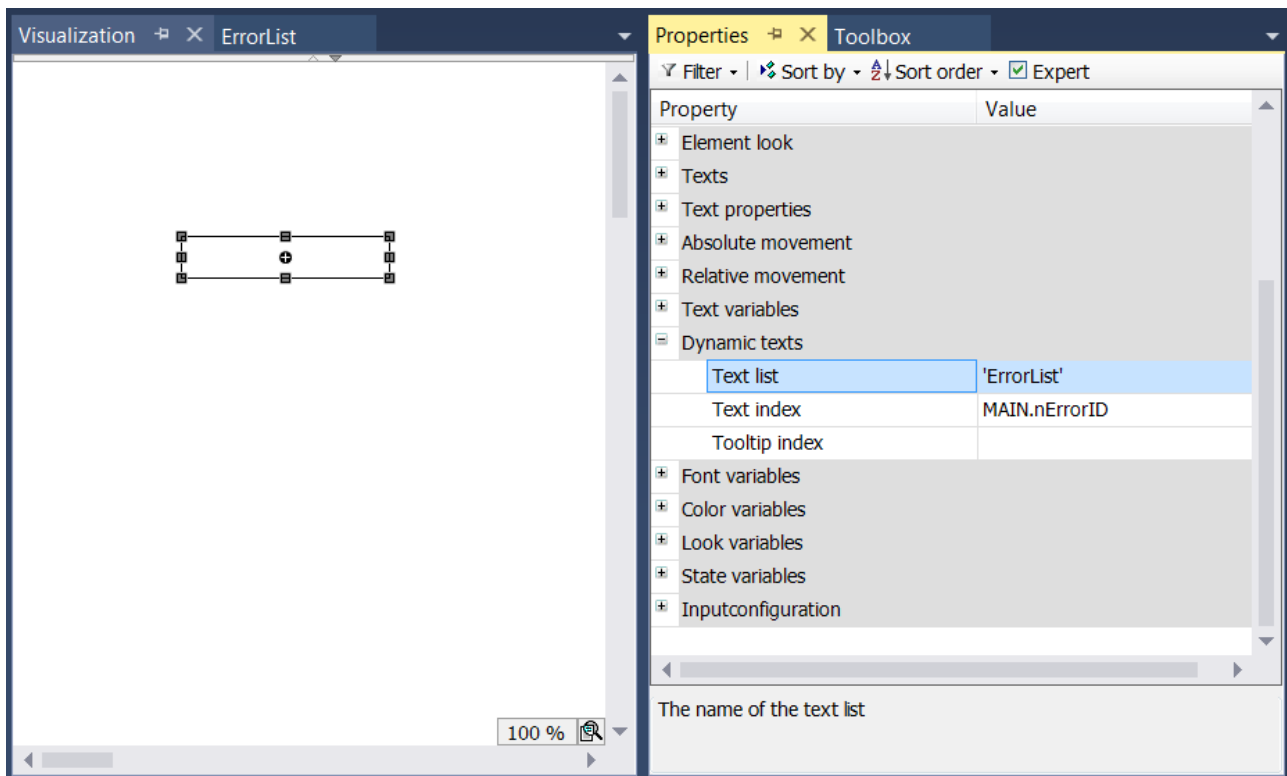 Visualization ErrorList
Properties Toolbox
Filter Sort by Sort order Expert
Property Value
Element look
Texts
Text properties
Absolute movement
Relative movement
Text variables
Dynamic texts
Text list 'ErrorList'
Text index MAIN.nErrorID
Tooltip index
Font variables
Color variables
Look variables
State variables
Inputconfiguration
The name of the text list
100 %